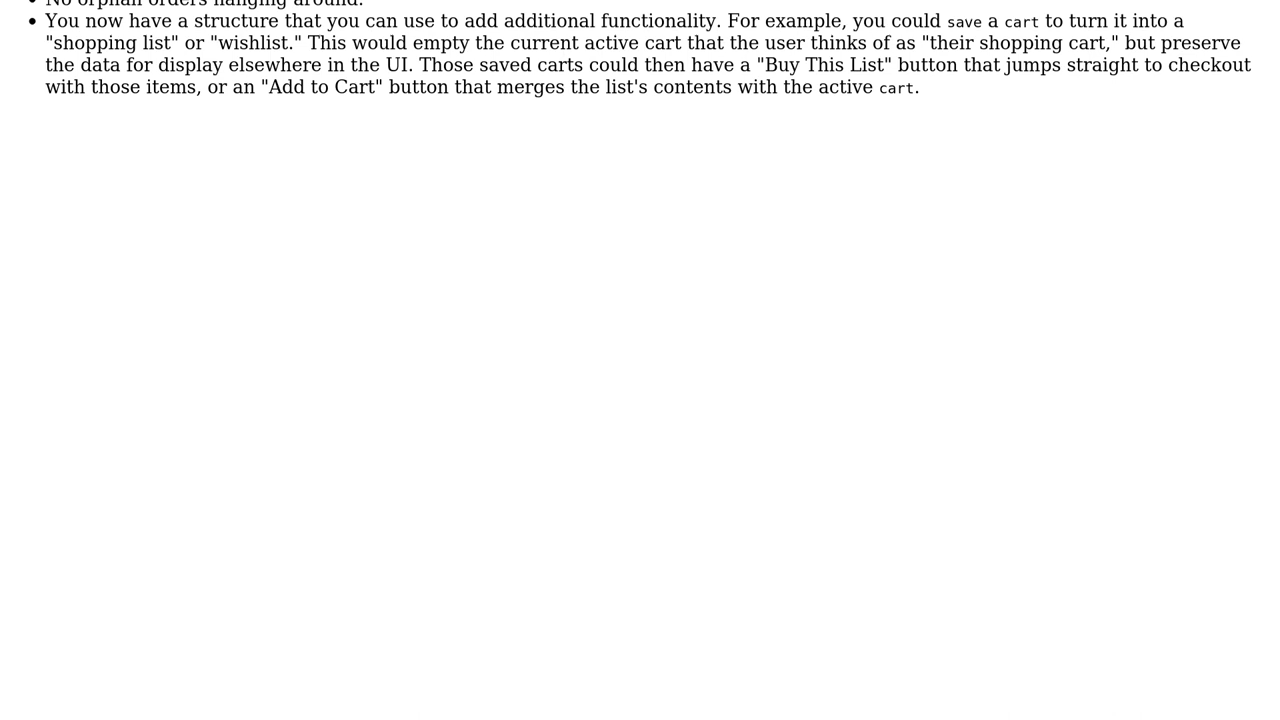 • No orphan orders hanging around.
• You now have a structure that you can use to add additional functionality. For example, you could save a cart to turn it into a
"shopping list" or "wishlist." This would empty the current active cart that the user thinks of as "their shopping cart," but preserve
the data for display elsewhere in the UI. Those saved carts could then have a "Buy This List" button that jumps straight to checkout
with those items, or an "Add to Cart" button that merges the list's contents with the active cart.